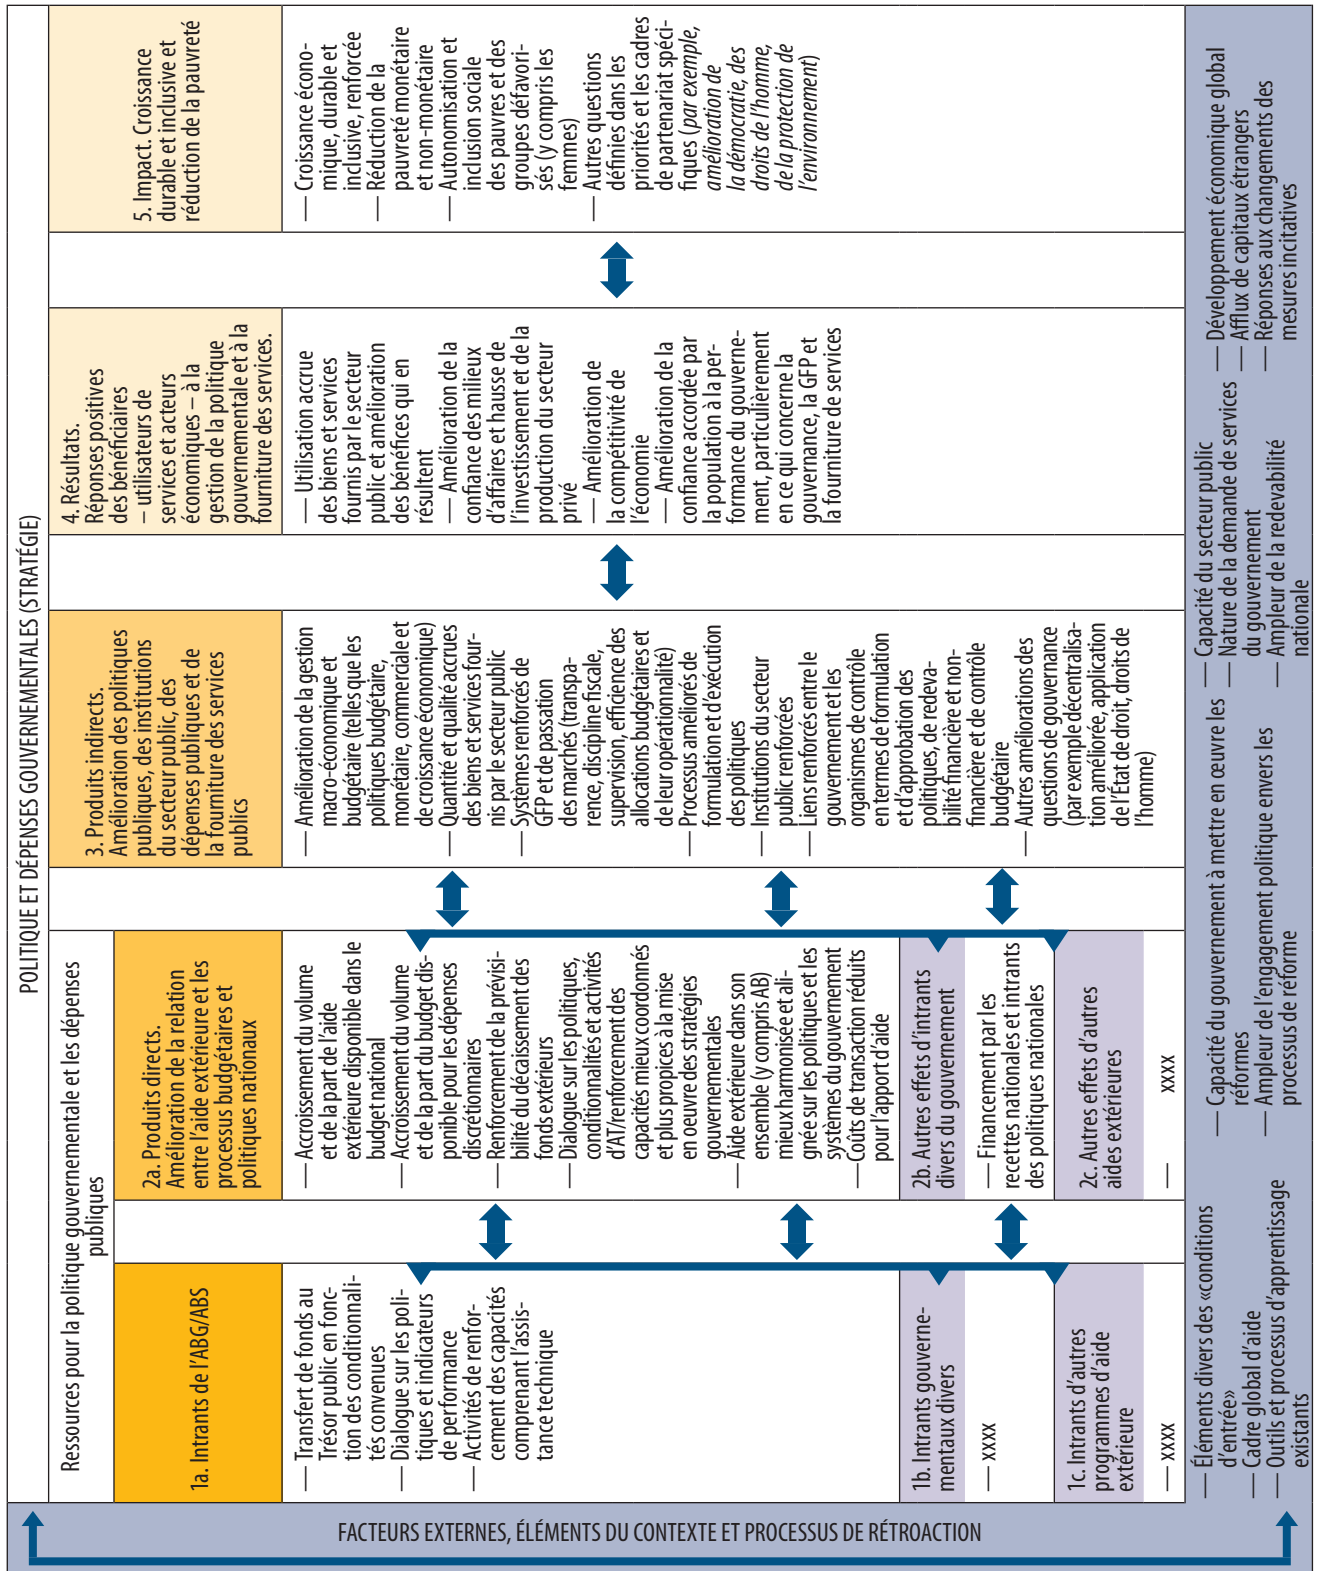 POLITIQUE ET DÉPENSES GOUVERNEMENTALES (STRATÉGIE)
Ressources pour la politique gouvernementale et les dépenses
publiques
1a. Intrants de l'ABG/ABS
— Transfert de fonds au
Trésor public en fonc-
tion des conditionnali-
tés convenues
— Dialogue sur les poli-
tiques et indicateurs
de performance
— Activités de renfor-
cement des capacités
comprenant l'assis-
tance technique
1b. Intrants gouverne-
mentaux divers
— xxxx
1c. Intrants d'autres
programmes d'aide
extérieure
— xxxx
2a. Produits directs.
Amélioration de la relation
entre l'aide extérieure et les
processus budgétaires et
politiques nationaux
— Accroissement du volume
et de la part de l'aide
extérieure disponible dans le
budget national
— Accroissement du volume
et de la part du budget dis-
ponible pour les dépenses
discrétionnaires
— Renforcement de la prévisi-
bilité du décaissement des
fonds extérieurs
— Dialogue sur les politiques,
conditionnalités et activités
d'AT/renforcement des
capacités mieux coordonnés
et plus propices à la mise
en oeuvre des stratégies
gouvernementales
— Aide extérieure dans son
ensemble (y compris AB)
mieux harmonisée et ali-
gnée sur les politiques et les
systèmes du gouvernement
— Coûts de transaction réduits
pour l'apport d'aide
2b. Autres effets d'intrants
divers du gouvernement
— Financement par les
recettes nationales et intrants
des politiques nationales
2c. Autres effets d'autres
aides extérieures
— xxxx
3. Produits indirects.
Amélioration des politiques
publiques, des institutions
du secteur public, des
dépenses publiques et de
la fourniture des services
publics
— Amélioration de la gestion
macro-économique et
budgétaire (telles que les
politiques budgétaire,
monétaire, commerciale et
de croissance économique)
— Quantité et qualité accrues
des biens et services four-
nis par le secteur public
— Systèmes renforcés de
GFP et de passation
des marchés (transpa-
rence, discipline fiscale,
supervision, efficience des
allocations budgétaires et
de leur opérationnalité)
— Processus améliorés de
formulation et d'exécution
des politiques
— Institutions du secteur
public renforcées
— Liens renforcés entre le
gouvernement et les
organismes de contrôle
en termes de formulation
et d'approbation des
politiques, de redeva-
bilité financière et non-
financière et de contrôle
budgétaire
— Autres améliorations des
questions de gouvernance
(par exemple décentralisa-
tion améliorée, application
de l'État de droit, droits de
l'homme)
4. Résultats.
Réponses positives
des bénéficiaires
– utilisateurs de
services et acteurs
économiques – à la
gestion de la politique
gouvernementale et à la
fourniture des services.
— Utilisation accrue
des biens et services
fournis par le secteur
public et amélioration
des bénéfices qui en
résultent
— Amélioration de la
confiance des milieux
d'affaires et hausse de
l'investissement et de la
production du secteur
privé
— Amélioration de
la compétitivité de
l'économie
— Amélioration de la
confiance accordée par
la population à la per-
formance du gouverne-
ment, particulièrement
en ce qui concerne la
gouvernance, la GFP et
la fourniture de services
5. Impact. Croissance
durable et inclusive et
réduction de la pauvreté
— Croissance écono-
mique, durable et
inclusive, renforcée
— Réduction de la
pauvreté monétaire
et non-monétaire
— Autonomisation et
inclusion sociale
des pauvres et des
groupes défavori-
sés (y compris les
femmes)
— Autres questions
définies dans les
priorités et les cadres
de partenariat spéci-
fiques (par exemple,
amélioration de
la démocratie, des
droits de l'homme,
de la protection de
l'environnement)
FACTEURS EXTERNES, ÉLÉMENTS DU CONTEXTE ET PROCESSUS DE RÉTROACTION
— Éléments divers des «conditions
d'entrée»
— Cadre global d'aide
— Outils et processus d'apprentissage
existants
— Capacité du gouvernement à mettre en œuvre les
réformes
— Ampleur de l'engagement politique envers les
processus de réforme
— Capacité du secteur public
— Nature de la demande de services
du gouvernement
— Ampleur de la redevabilité
nationale
— Développement économique global
— Afflux de capitaux étrangers
— Réponses aux changements des
mesures incitatives